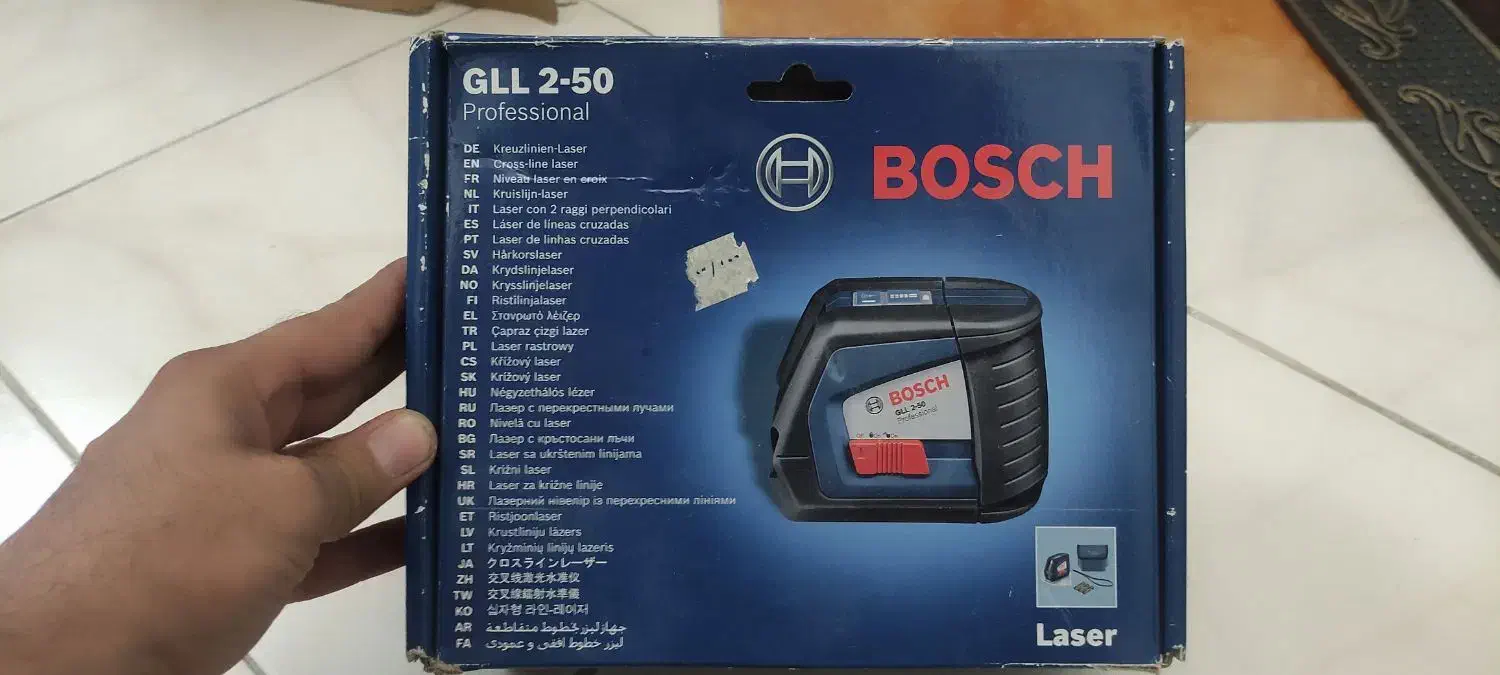 GLL 2-50
Professional
BOSCH
DE Kreuzlinien-Laser
EN Cross-line laser
FR Niveau laser en croix
NL Kruislijn-laser
IT Laser con 2 raggi perpendicolari
ES Láser de líneas cruzadas
PT Laser de linhas cruzadas
SV Hårkorslaser
DA Krydslinjelaser
NO Krysslinjelaser
FI Ristilinjalaser
EL Σταυρωτό λέιζερ
TR Çapraz çizgi lazer
PL Laser rastrowy
CS Křížový laser
SK Krížový laser
HU Négyzethálós lézer
RU Лазер с перекрестными лучами
RO Nivelă cu laser
BG Лазер с кръстосани лъчи
SR Laser sa ukrštenim linijama
SL Križni laser
HR Laser za križne linije
UK Лазерний нівелір із перехресними лініями
ET Ristjoonlaser
LV Krustlīniju lāzers
LT Kryžminių linijų lazeris
JA クロスラインレーザー
ZH 交叉线激光水准仪
TW 交叉線鐳射水準儀
KO 십자형 라인-레이저
AR جهاز ليزر خطوط متقاطعة
FA لیزر خطوط افقی و عمودی
BOSCH
GLL 2-50
Professional
Off On On
Laser